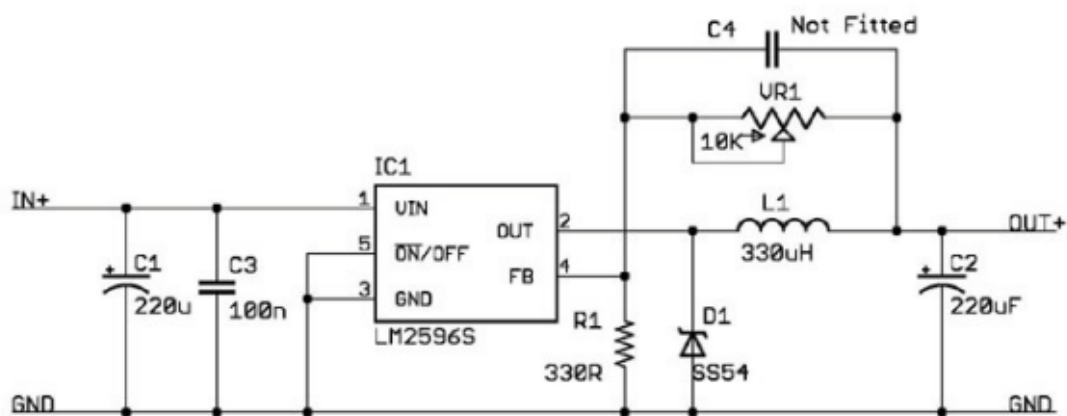 C4
Not Fitted
VR1
10K
IC1
IN+
1
VIN
OUT
2
L1
OUT+
5
ON/OFF
330uH
C1
C3
FB
4
C2
3
GND
220u
100n
R1
D1
220uF
LM2596S
330R
SS54
GND
GND